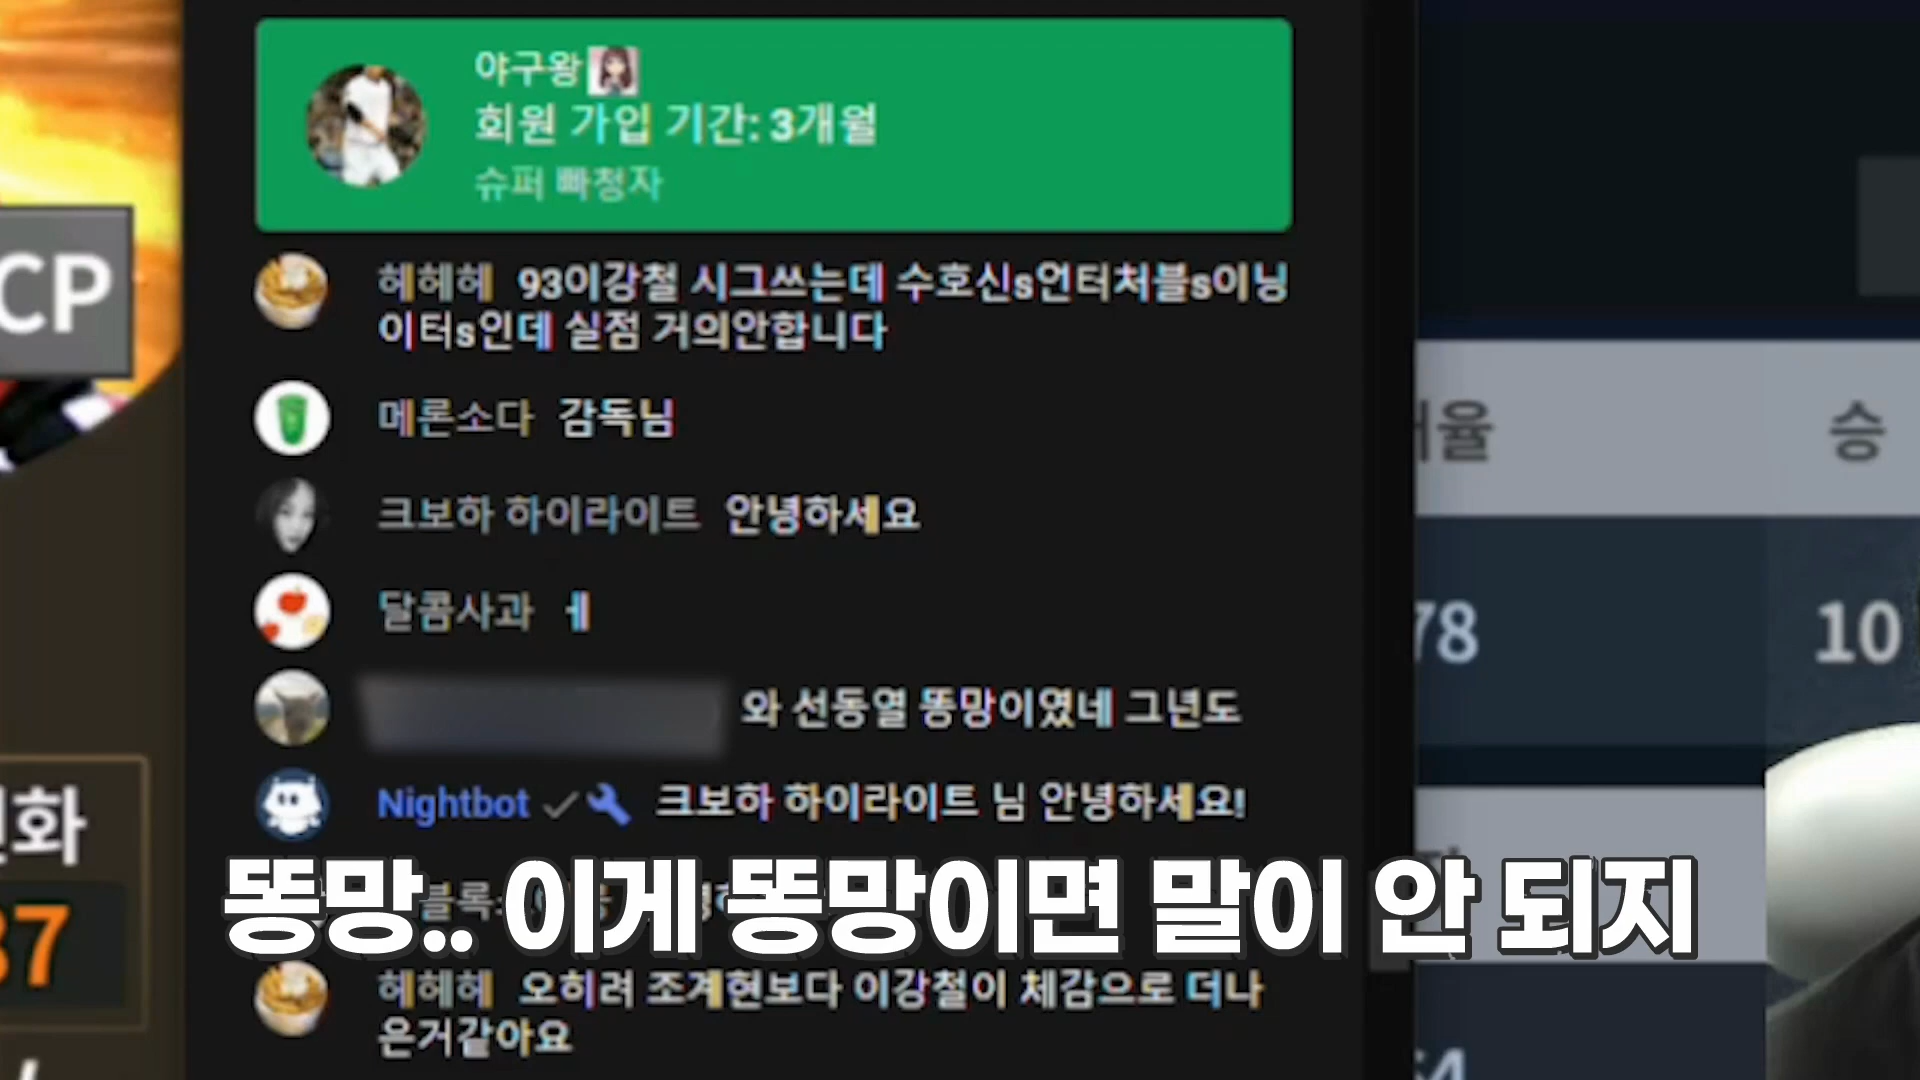 야구왕
회원 가입 기간: 3개월
슈퍼 빠청자
CP
헤헤헤 93이강철 시그쓰는데 수호신s언터처블s이닝
이터s인데 실점 거의안합니다
메론소다 감독님
율 승
크보하 하이라이트 안녕하세요
달콤사과 ㅔ
78 10
와 선동열 똥망이였네 그년도
Nightbot 크보하 하이라이트 님 안녕하세요!
화
똥망.. 이게 똥망이면 말이 안 되지
37
헤헤헤 오히려 조계현보다 이강철이 체감으로 더나
은거같아요
64